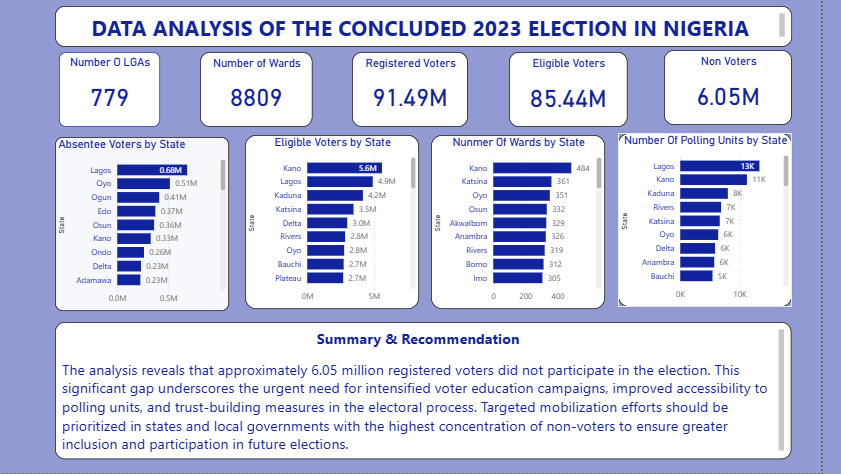 DATA ANALYSIS OF THE CONCLUDED 2023 ELECTION IN NIGERIA
Number O LGAs
779
Number of Wards
8809
Registered Voters
91.49M
Eligible Voters
85.44M
Non Voters
6.05M
Absentee Voters by State
State
Lagos 0.68M
Oyo 0.51M
Ogun 0.41M
Edo 0.37M
Osun 0.36M
Kano 0.33M
Ondo 0.26M
Delta 0.23M
Adamawa 0.23M
0.0M 0.5M
Eligible Voters by State
State
Kano 5.6M
Lagos 4.9M
Kaduna 4.2M
Katsina 3.5M
Delta 3.0M
Rivers 2.8M
Oyo 2.8M
Bauchi 2.7M
Plateau 2.7M
0M 5M
Nunmer Of Wards by State
State
Kano 484
Katsina 361
Oyo 351
Osun 332
Akwaibom 329
Anambra 326
Rivers 319
Borno 312
Imo 305
0 200 400
Number Of Polling Units by State
State
Lagos 13K
Kano 11K
Kaduna 8K
Rivers 7K
Katsina 7K
Oyo 6K
Delta 6K
Anambra 6K
Bauchi 5K
0K 10K
Summary & Recommendation
The analysis reveals that approximately 6.05 million registered voters did not participate in the election. This
significant gap underscores the urgent need for intensified voter education campaigns, improved accessibility to
polling units, and trust-building measures in the electoral process. Targeted mobilization efforts should be
prioritized in states and local governments with the highest concentration of non-voters to ensure greater
inclusion and participation in future elections.